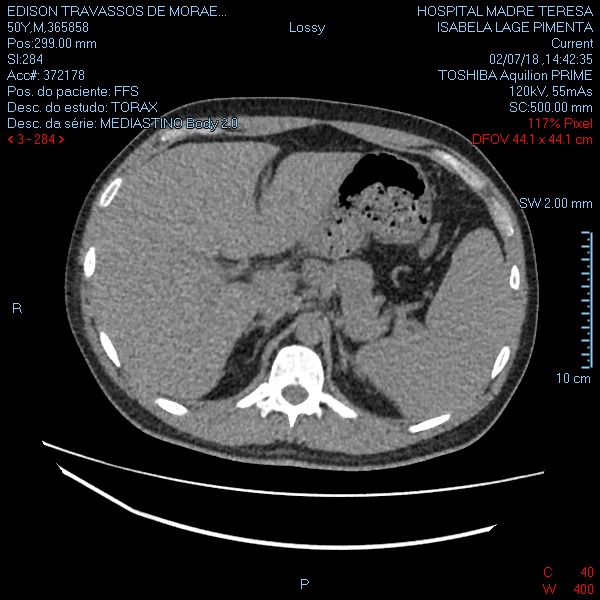 EDISON TRAVASSOS DE MORAE...
50Y,M,365858
Pos:299.00 mm
SI:284
Acc#: 372178
Pos. do paciente: FFS
Desc. do estudo: TORAX
Desc. da série: MEDIASTINO Body 2.0
< 3 - 284 >
Lossy
HOSPITAL MADRE TERESA
ISABELA LAGE PIMENTA
Current
02/07/18 ,14:42:35
TOSHIBA Aquilion PRIME
120kV, 55mAs
SC:500.00 mm
117% Pixel
DFOV 44.1 x 44.1 cm
SW 2.00 mm
R
10 cm
P
C 40
W 400